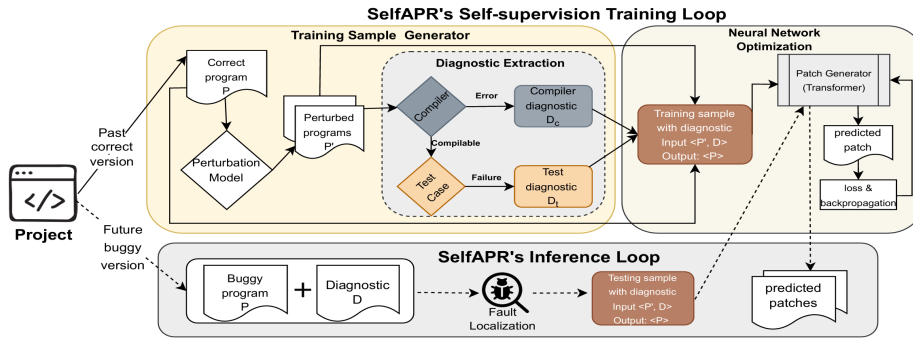 SelfAPR's Self-supervision Training Loop
Training Sample Generator
Neural Network
Optimization
Correct
program
P
Perturbation
Model
Perturbed
programs P'
Diagnostic Extraction
Compiler
Error
Compiler
diagnostic
Dc
Compilable
Test
Case
Failure
Test
diagnostic
Dt
Training sample
with diagnostic
Input <P', D>
Output: <P>
Patch Generator
(Transformer)
predicted
patch
loss &
backpropagation
Past
correct
version
</>
Project
Future
buggy
version
SelfAPR's Inference Loop
Buggy
program
P
+
Diagnostic
D
Fault
Localization
Testing sample
with diagnostic
Input <P', D>
Output: <P>
predicted
patches